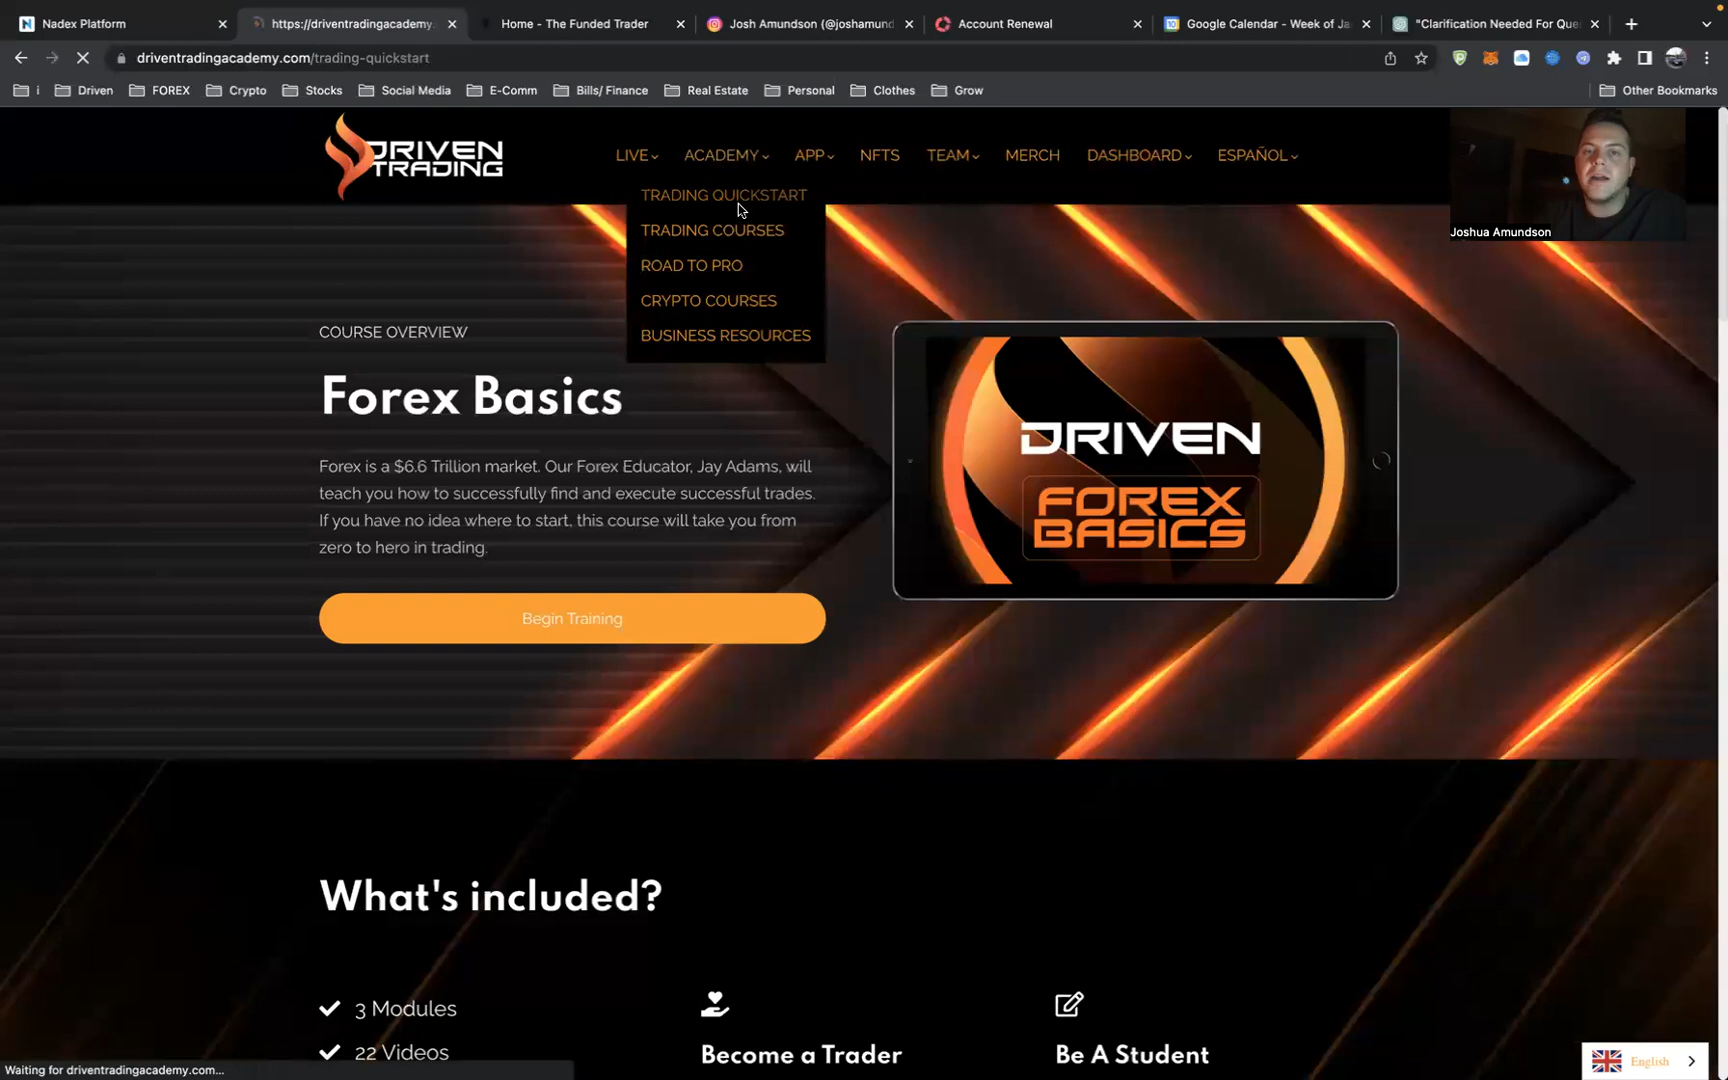 Nadex Platform
https://driventradingacademy.
Home - The Funded Trader
Josh Amundson (@joshamund
Account Renewal
Google Calendar - Week of Ja
"Clarification Needed For Que
driventradingacademy.com/trading-quickstart
i
Driven
FOREX
Crypto
Stocks
Social Media
E-Comm
Bills/ Finance
Real Estate
Personal
Clothes
Grow
Other Bookmarks
DRIVEN
TRADING
LIVE
ACADEMY
APP
NFTS
TEAM
MERCH
DASHBOARD
ESPAÑOL
TRADING QUICKSTART
TRADING COURSES
ROAD TO PRO
CRYPTO COURSES
BUSINESS RESOURCES
Joshua Amundson
COURSE OVERVIEW
Forex Basics
Forex is a $6.6 Trillion market. Our Forex Educator, Jay Adams, will
teach you how to successfully find and execute successful trades.
If you have no idea where to start, this course will take you from
zero to hero in trading.
Begin Training
DRIVEN
FOREX
BASICS
What's included?
3 Modules
22 Videos
Become a Trader
Be A Student
Waiting for driventradingacademy.com...
English